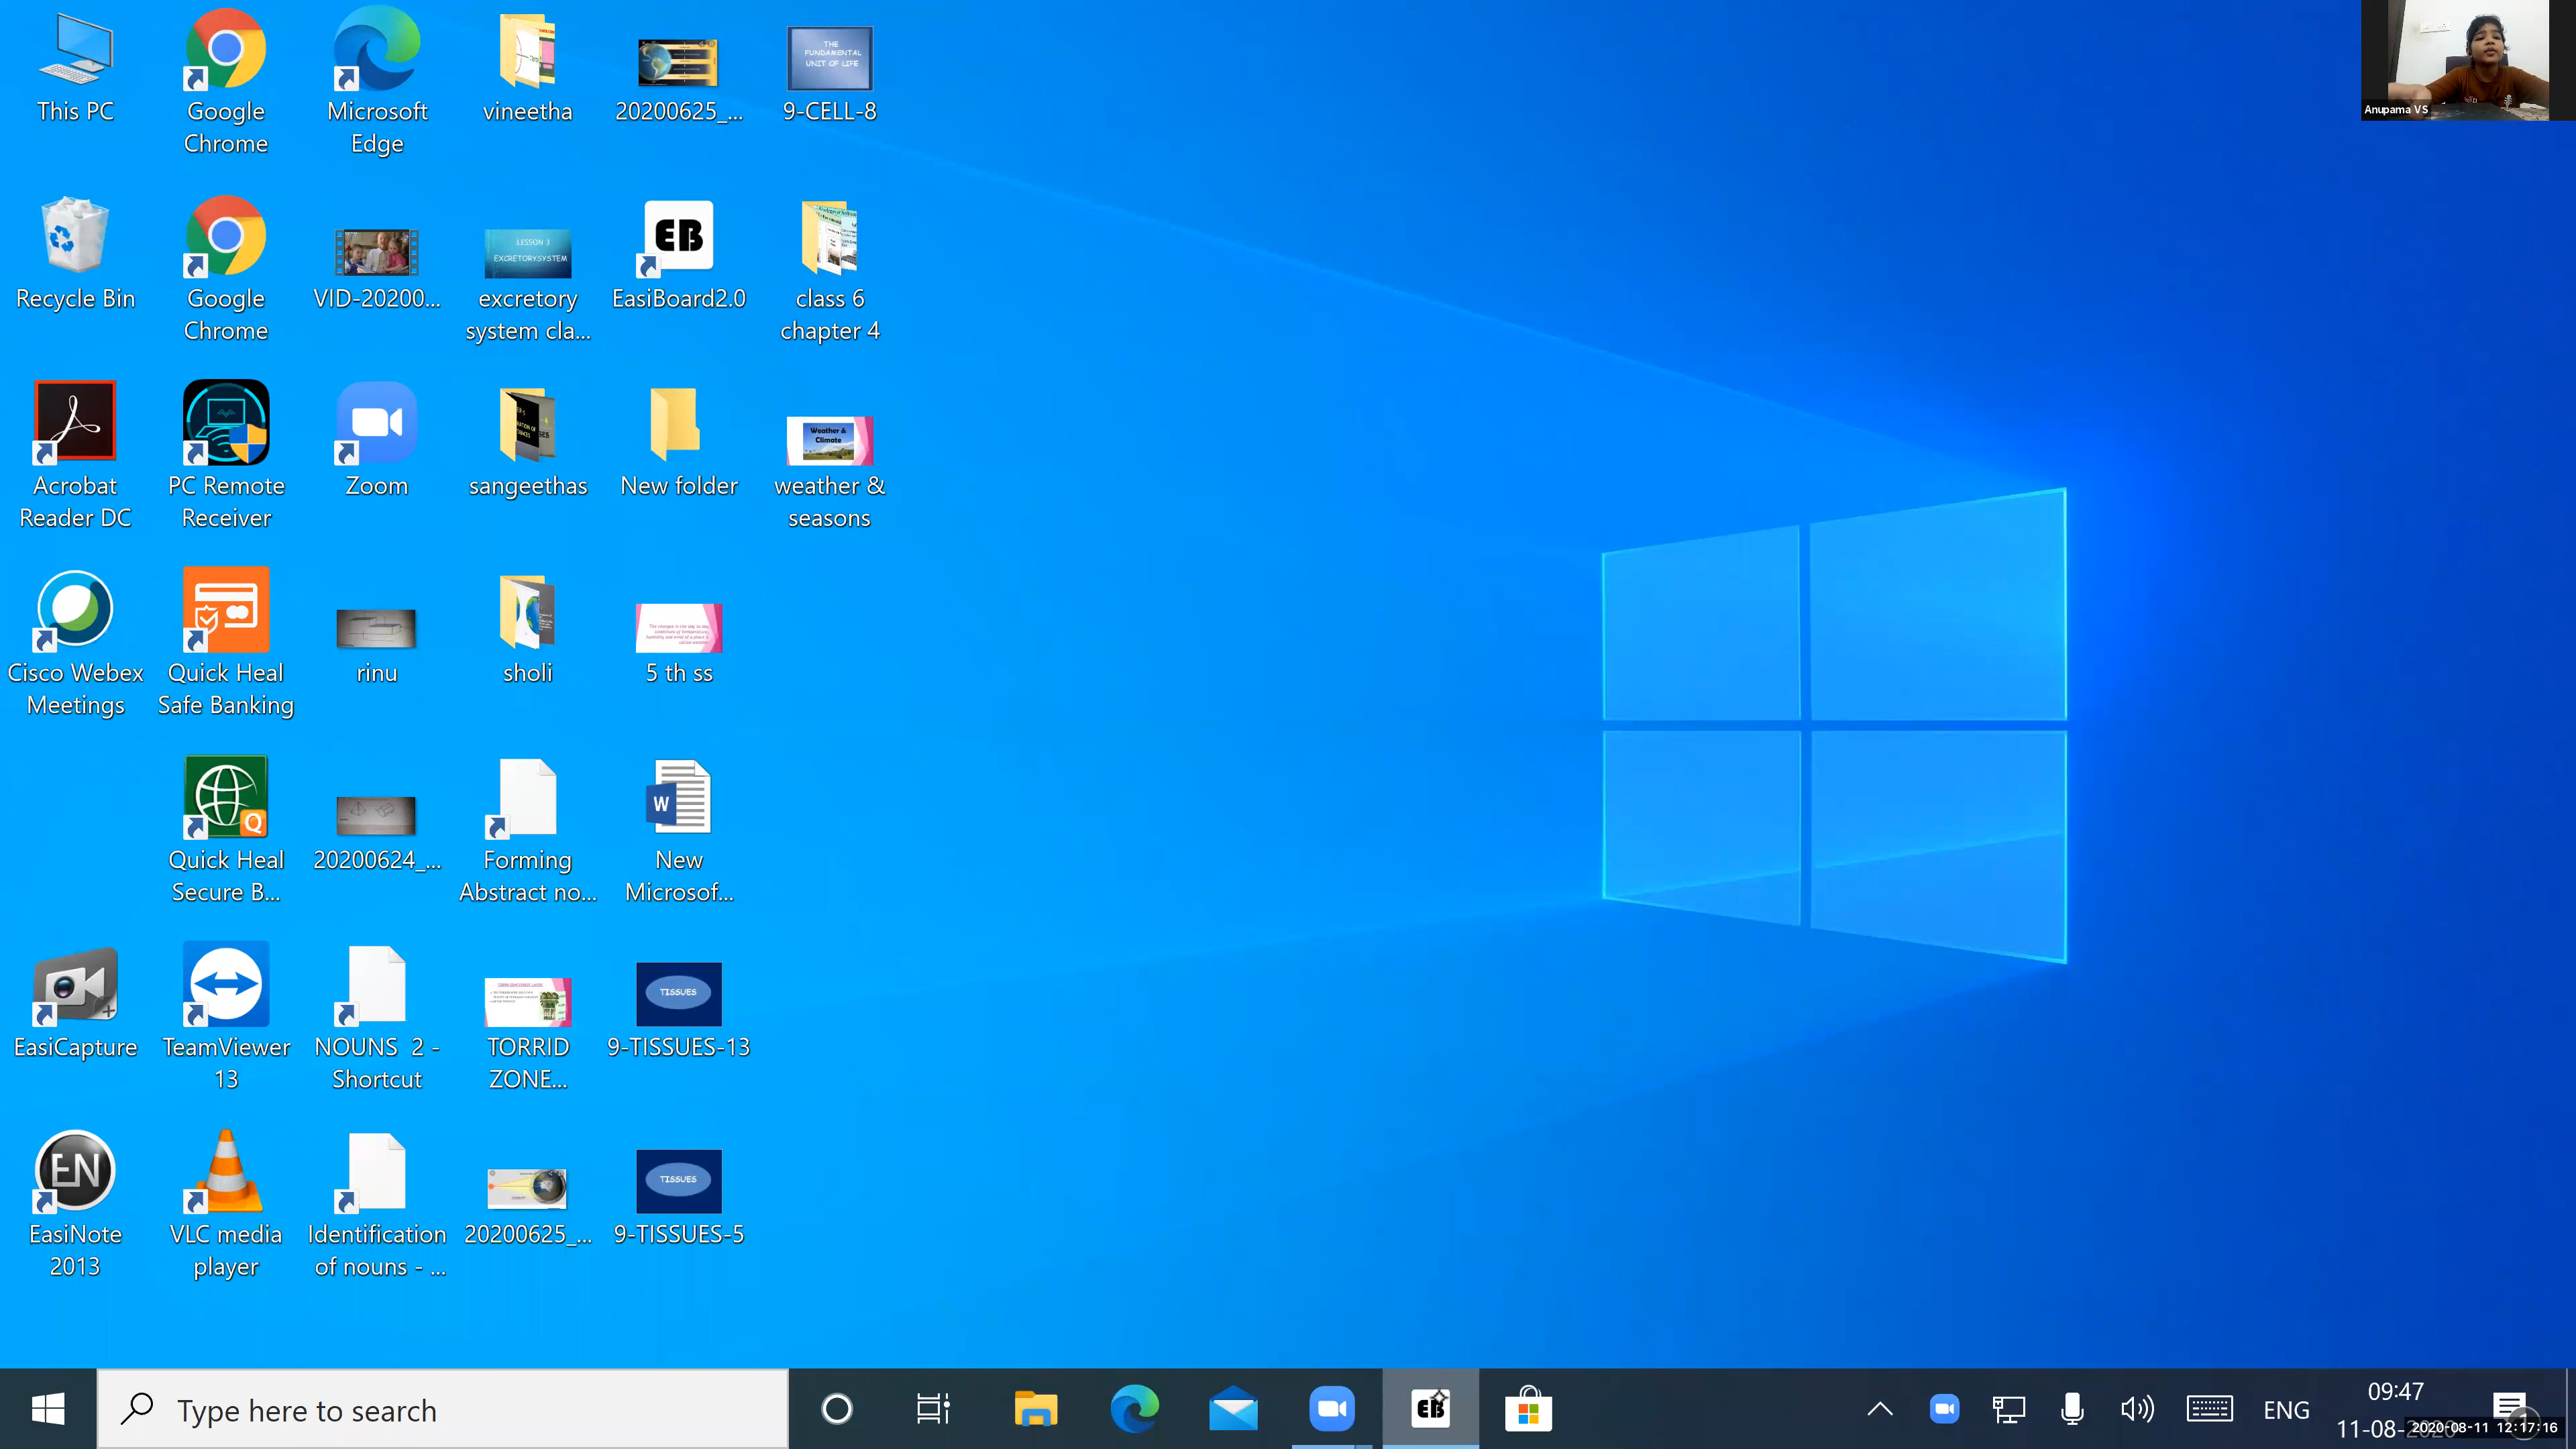 This PC
Google
Chrome
Microsoft
Edge
vineetha
20200625_...
THE
FUNDAMENTAL
UNIT OF LIFE
9-CELL-8
Anupama VS
Recycle Bin
Google
Chrome
VID-20200...
LESSON 3
EXCRETORYSYSTEM
excretory
system cla...
EB
EasiBoard2.0
class 6
chapter 4
Acrobat
Reader DC
PC Remote
Receiver
Zoom
sangeethas
New folder
Weather &
Climate
weather &
seasons
Cisco Webex
Meetings
Quick Heal
Safe Banking
rinu
sholi
5 th ss
Quick Heal
Secure B...
20200624_...
Forming
Abstract no...
W
New
Microsof...
EasiCapture
TeamViewer
13
NOUNS 2 -
Shortcut
TORRID
ZONE...
TISSUES
9-TISSUES-13
EN
EasiNote
2013
VLC media
player
Identification
of nouns - ...
20200625_...
TISSUES
9-TISSUES-5
Type here to search
EB
ENG
09:47
11-08-2020
2020-08-11 12:17:16